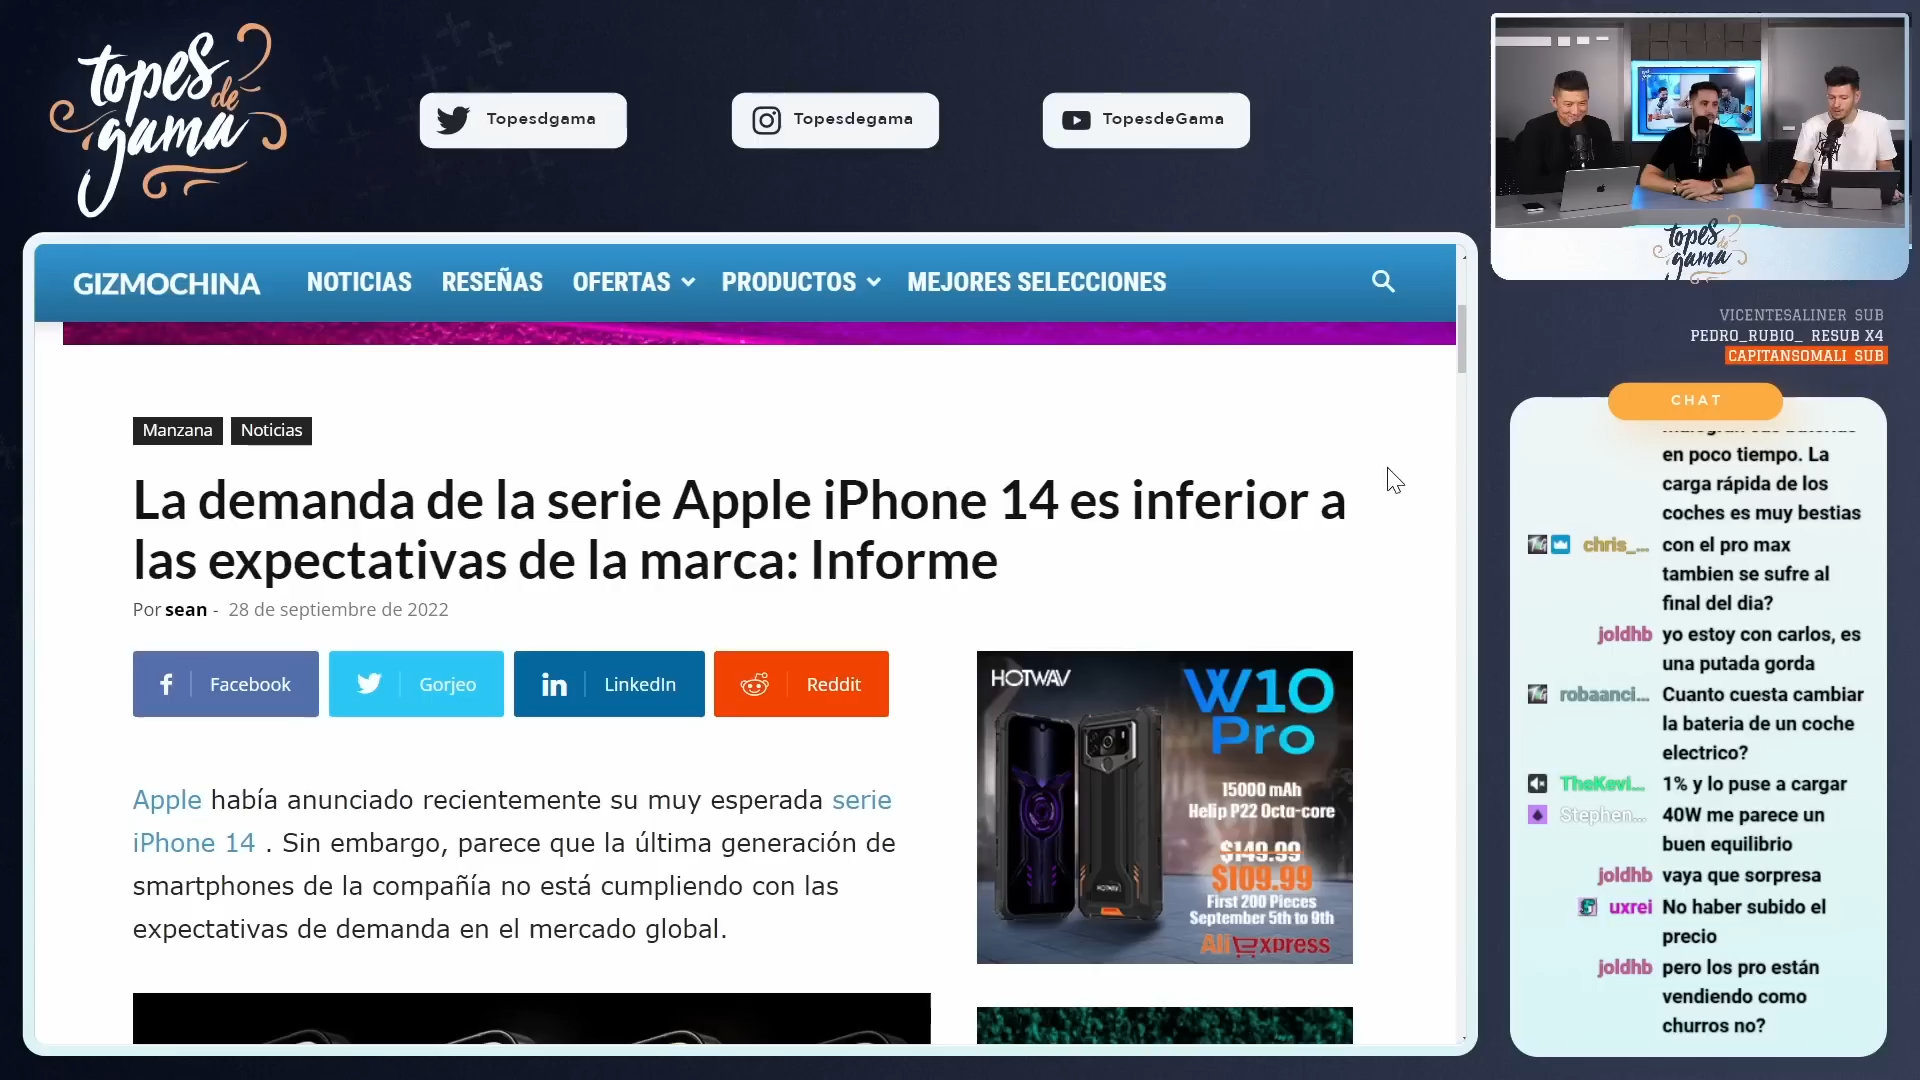 topes
de
gama
Topesdgama
Topesdegama
TopesdeGama
topes
de
gama
VICENTESALINER SUB
PEDRO_RUBIO_ RESUB X4
CAPITANSOMALI SUB
GIZMOCHINA NOTICIAS RESEÑAS OFERTAS PRODUCTOS MEJORES SELECCIONES
Manzana Noticias
La demanda de la serie Apple iPhone 14 es inferior a
las expectativas de la marca: Informe
Por sean - 28 de septiembre de 2022
Facebook Gorjeo LinkedIn Reddit
Apple había anunciado recientemente su muy esperada serie
iPhone 14 . Sin embargo, parece que la última generación de
smartphones de la compañía no está cumpliendo con las
expectativas de demanda en el mercado global.
HOTWAV
W10
Pro
15000 mAh
Helip P22 Octa-core
$149.99
$109.99
First 200 Pieces
September 5th to 9th
AliExpress
CHAT
en poco tiempo. La
carga rápida de los
coches es muy bestias
chris_... con el pro max
tambien se sufre al
final del dia?
joldhb yo estoy con carlos, es
una putada gorda
robaanci... Cuanto cuesta cambiar
la bateria de un coche
electrico?
TheKevi... 1% y lo puse a cargar
Stephen... 40W me parece un
buen equilibrio
joldhb vaya que sorpresa
uxrei No haber subido el
precio
joldhb pero los pro están
vendiendo como
churros no?